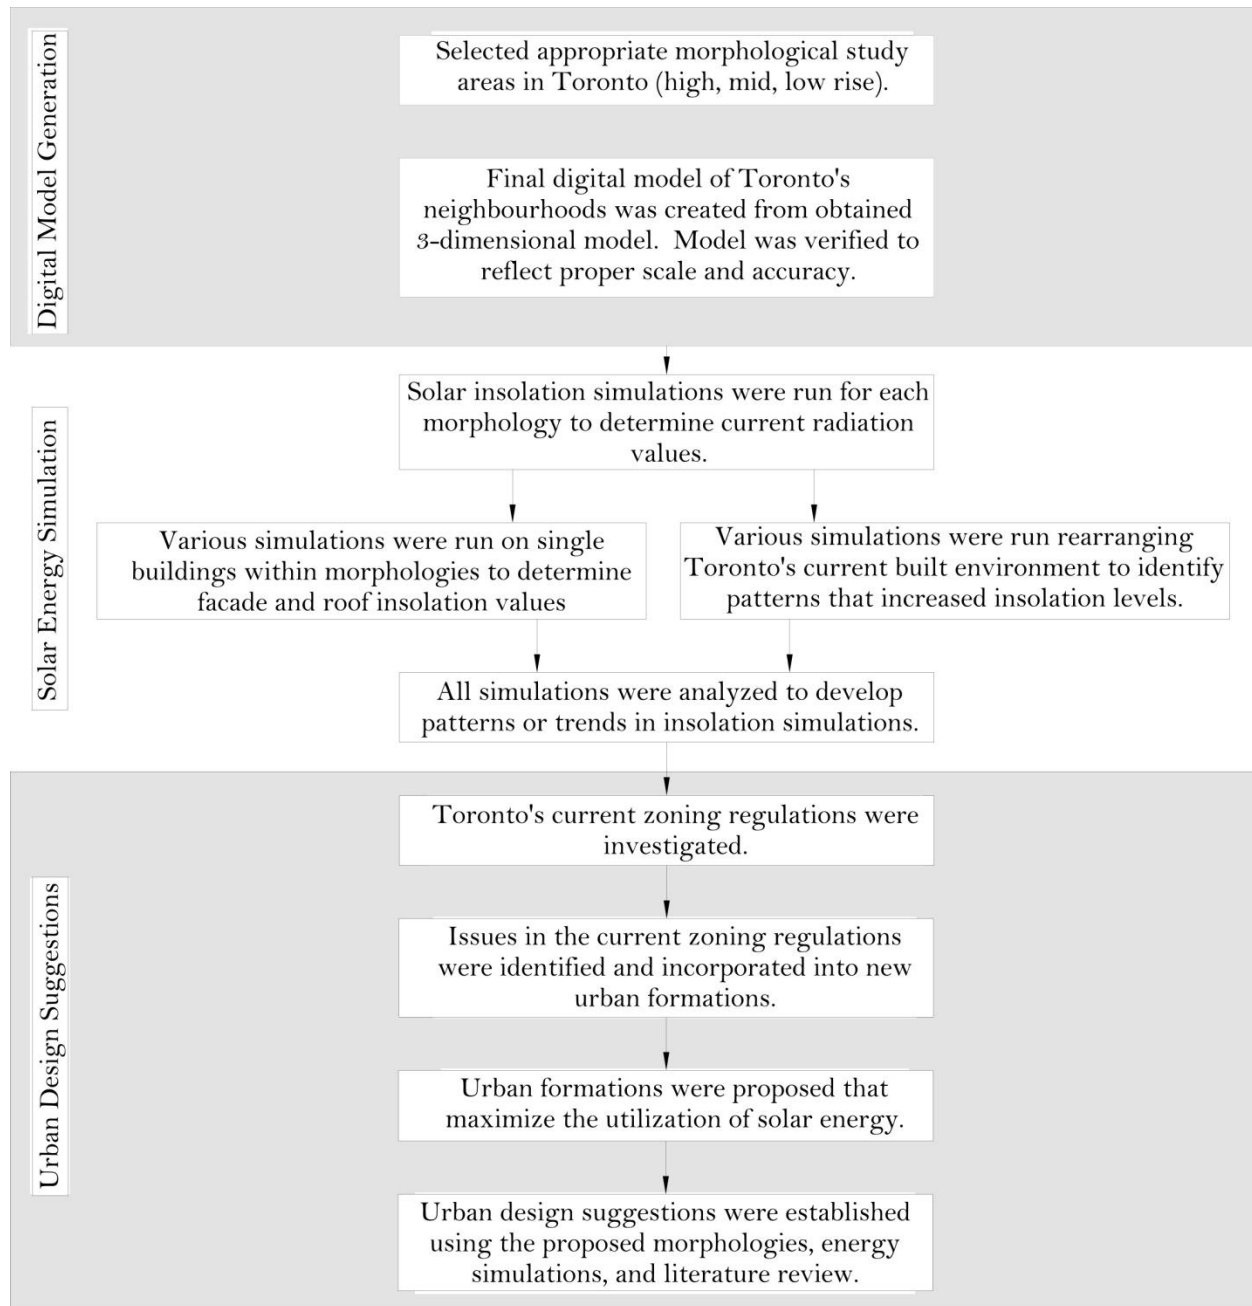 Digital Model Generation
Selected appropriate morphological study
areas in Toronto (high, mid, low rise).
Final digital model of Toronto's
neighbourhoods was created from obtained
3-dimensional model.  Model was verified to
reflect proper scale and accuracy.
Solar Energy Simulation
Solar insolation simulations were run for each
morphology to determine current radiation
values.
Various simulations were run on single
buildings within morphologies to determine
facade and roof insolation values
Various simulations were run rearranging
Toronto's current built environment to identify
patterns that increased insolation levels.
All simulations were analyzed to develop
patterns or trends in insolation simulations.
Urban Design Suggestions
Toronto's current zoning regulations were
investigated.
Issues in the current zoning regulations
were identified and incorporated into new
urban formations.
Urban formations were proposed that
maximize the utilization of solar energy.
Urban design suggestions were established
using the proposed morphologies, energy
simulations, and literature review.